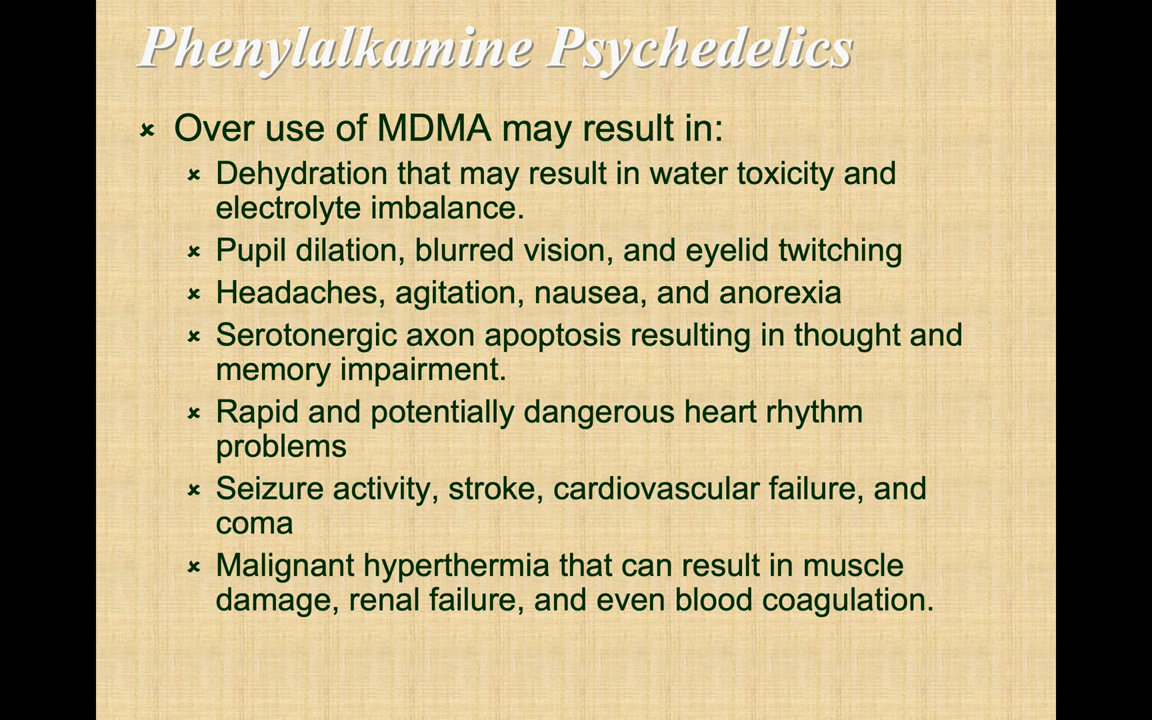 Phenylalkamine Psychedelics
× Over use of MDMA may result in:
× Dehydration that may result in water toxicity and
electrolyte imbalance.
× Pupil dilation, blurred vision, and eyelid twitching
× Headaches, agitation, nausea, and anorexia
× Serotonergic axon apoptosis resulting in thought and
memory impairment.
× Rapid and potentially dangerous heart rhythm
problems
× Seizure activity, stroke, cardiovascular failure, and
coma
× Malignant hyperthermia that can result in muscle
damage, renal failure, and even blood coagulation.